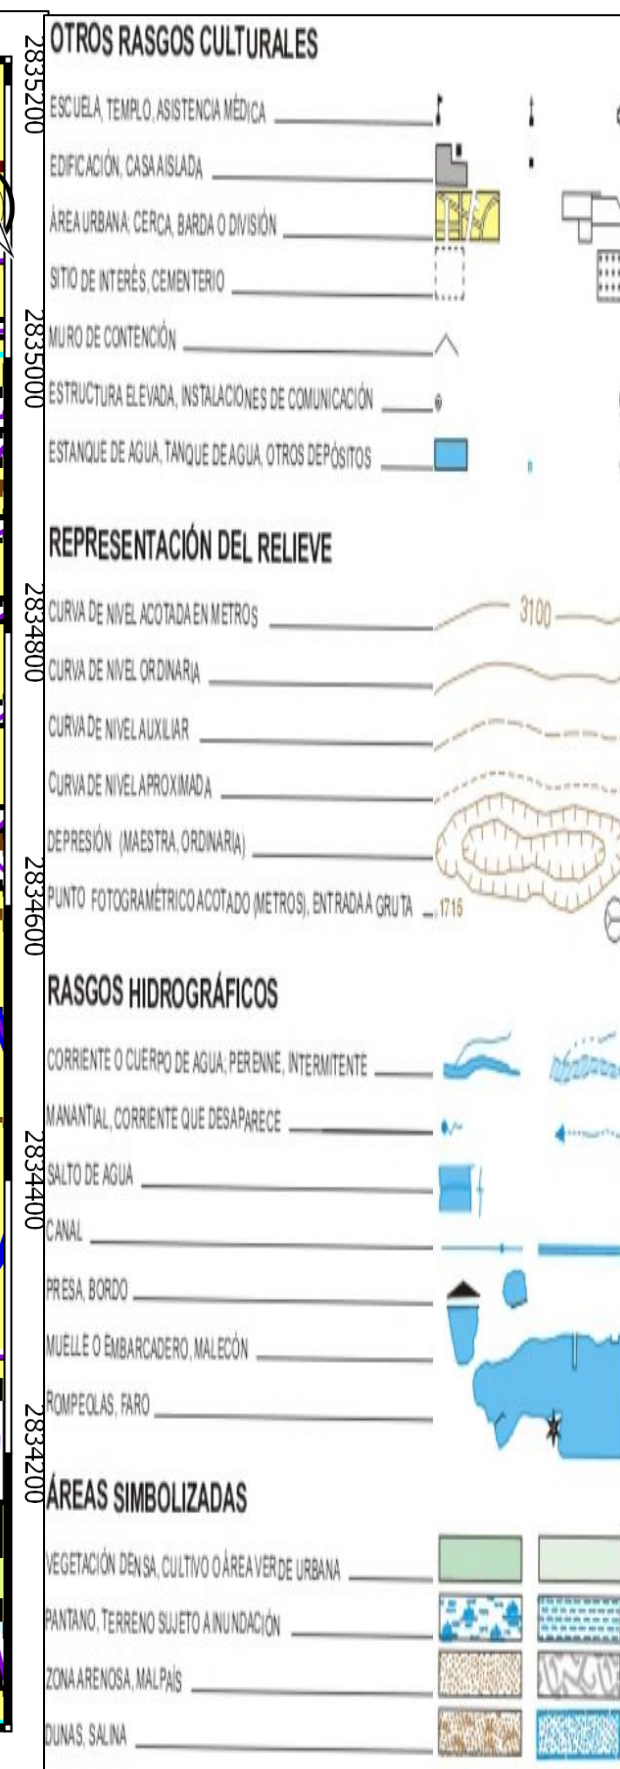 2835200
2835000
2834800
2834600
2834400
2834200
OTROS RASGOS CULTURALES
ESCUELA, TEMPLO, ASISTENCIA MÉDICA
EDIFICACIÓN, CASA AISLADA
ÁREA URBANA; CERCA, BARDA O DIVISIÓN
SITIO DE INTERÉS, CEMENTERIO
MURO DE CONTENCIÓN
ESTRUCTURA ELEVADA, INSTALACIONES DE COMUNICACIÓN
ESTANQUE DE AGUA, TANQUE DE AGUA, OTROS DEPÓSITOS
REPRESENTACIÓN DEL RELIEVE
CURVA DE NIVEL ACOTADA EN METROS 3100
CURVA DE NIVEL ORDINARIA
CURVA DE NIVEL AUXILIAR
CURVA DE NIVEL APROXIMADA
DEPRESIÓN (MAESTRA, ORDINARIA)
PUNTO FOTOGRAMÉTRICO ACOTADO (METROS), ENTRADA A GRUTA 1715
RASGOS HIDROGRÁFICOS
CORRIENTE O CUERPO DE AGUA; PERENNE, INTERMITENTE
MANANTIAL, CORRIENTE QUE DESAPARECE
SALTO DE AGUA
CANAL
PRESA, BORDO
MUELLE O EMBARCADERO, MALECÓN
ROMPEOLAS, FARO
ÁREAS SIMBOLIZADAS
VEGETACIÓN DENSA, CULTIVO O ÁREA VERDE URBANA
PANTANO, TERRENO SUJETO A INUNDACIÓN
ZONA ARENOSA, MALPAÍS
DUNAS, SALINA